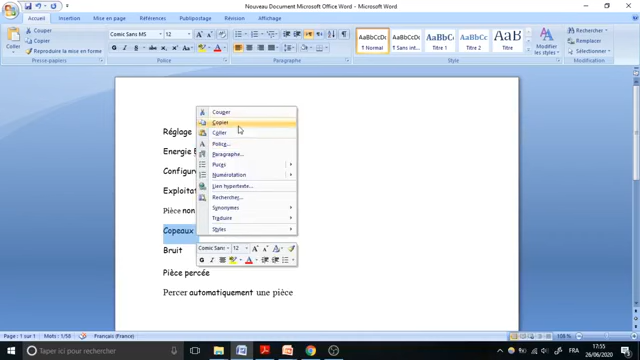 Nouveau Document Microsoft Office Word - Microsoft Word
Accueil Insertion Mise en page Références Publipostage Révision Affichage
Couper
Copier
Reproduire la mise en forme
Coller
Presse-papiers
Comic Sans MS 12
Police
Paragraphe
AaBbCcDc AaBbCcDc AaBbC AaBbCc
¶ Normal ¶ Sans int... Titre 1 Titre 2
Modifier les styles
Style
Rechercher
Remplacer
Sélectionner
Modification
Réglage
Energie
Configur
Exploitat
Pièce non
Copeaux
Bruit
Pièce percée
Percer automatiquement une pièce
Couper
Copier
Coller
Police...
Paragraphe...
Puces
Numérotation
Lien hypertexte...
Rechercher...
Synonymes
Traduire
Styles
Comic Sans 12
G I
Page : 1 sur 1 Mots : 1/58 Français (France) 108 %
Taper ici pour rechercher
FRA
17:55
26/06/2020